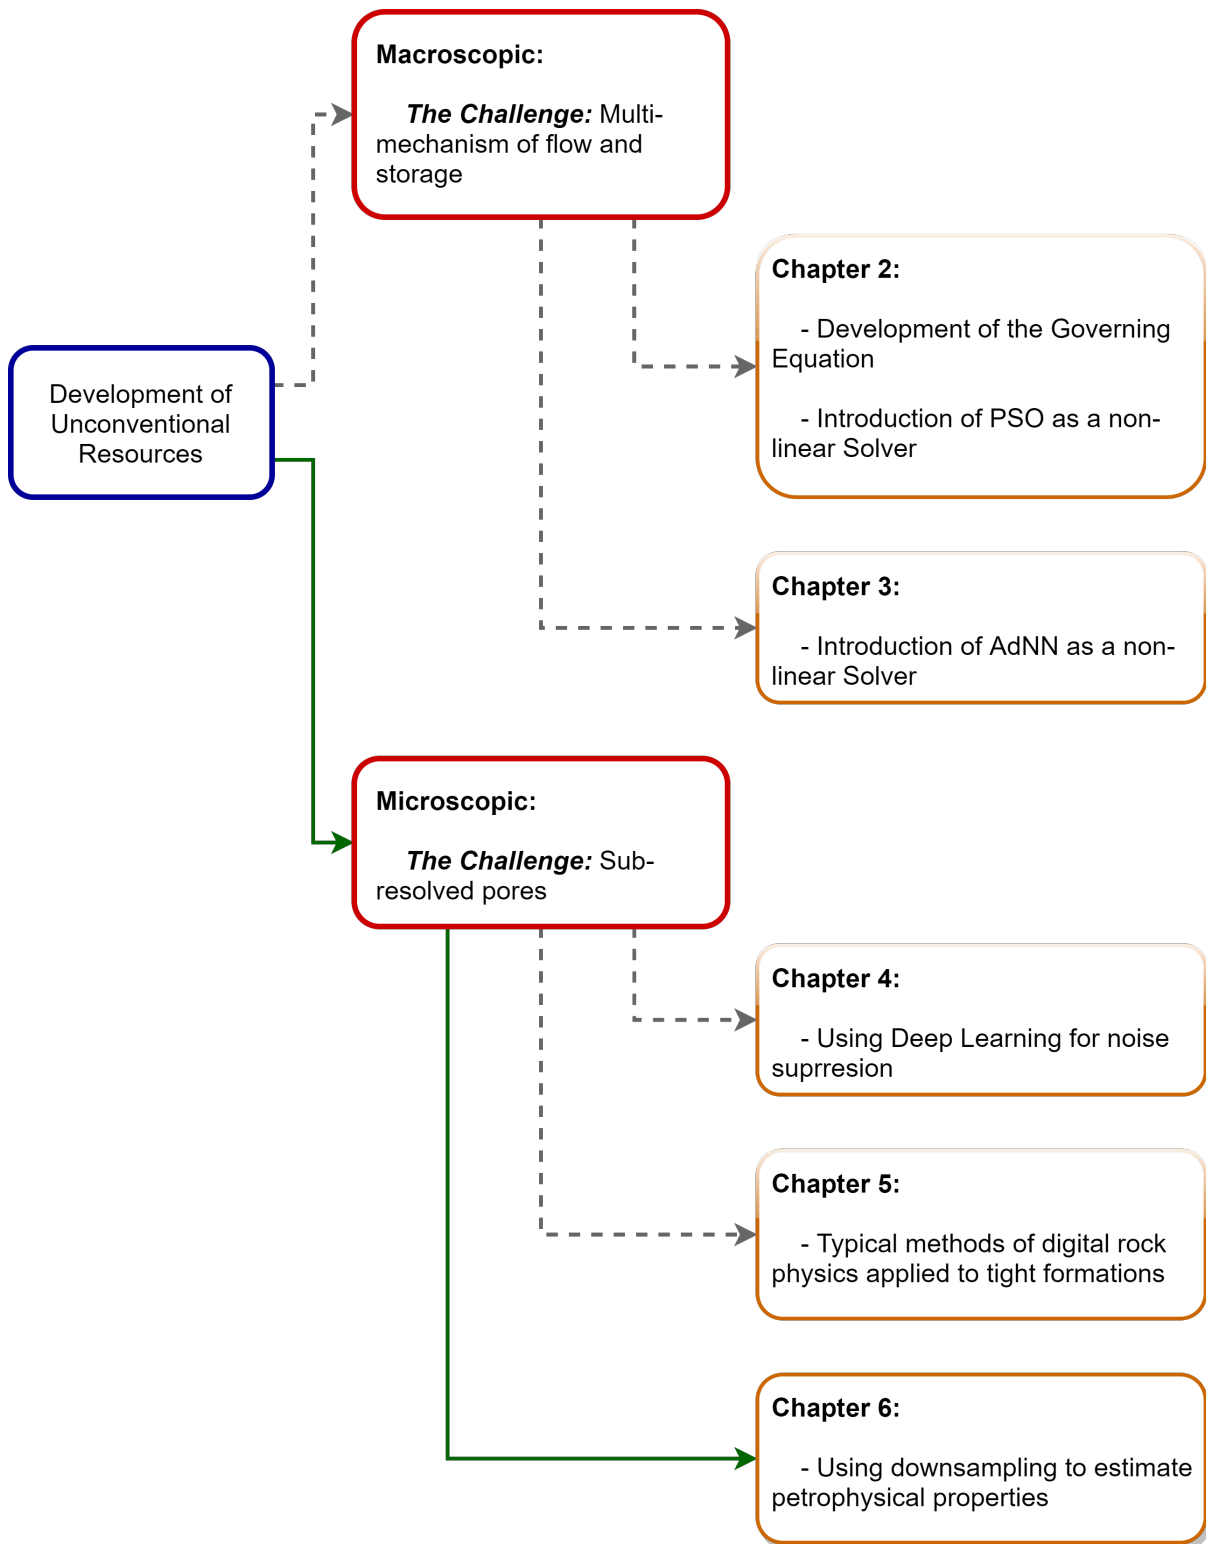 Macroscopic:
The Challenge: Multi-
mechanism of flow and
storage
Chapter 2:
- Development of the Governing
Equation
- Introduction of PSO as a non-
linear Solver
Development of
Unconventional
Resources
Chapter 3:
- Introduction of AdNN as a non-
linear Solver
Microscopic:
The Challenge: Sub-
resolved pores
Chapter 4:
- Using Deep Learning for noise
suprresion
Chapter 5:
- Typical methods of digital rock
physics applied to tight formations
Chapter 6:
- Using downsampling to estimate
petrophysical properties